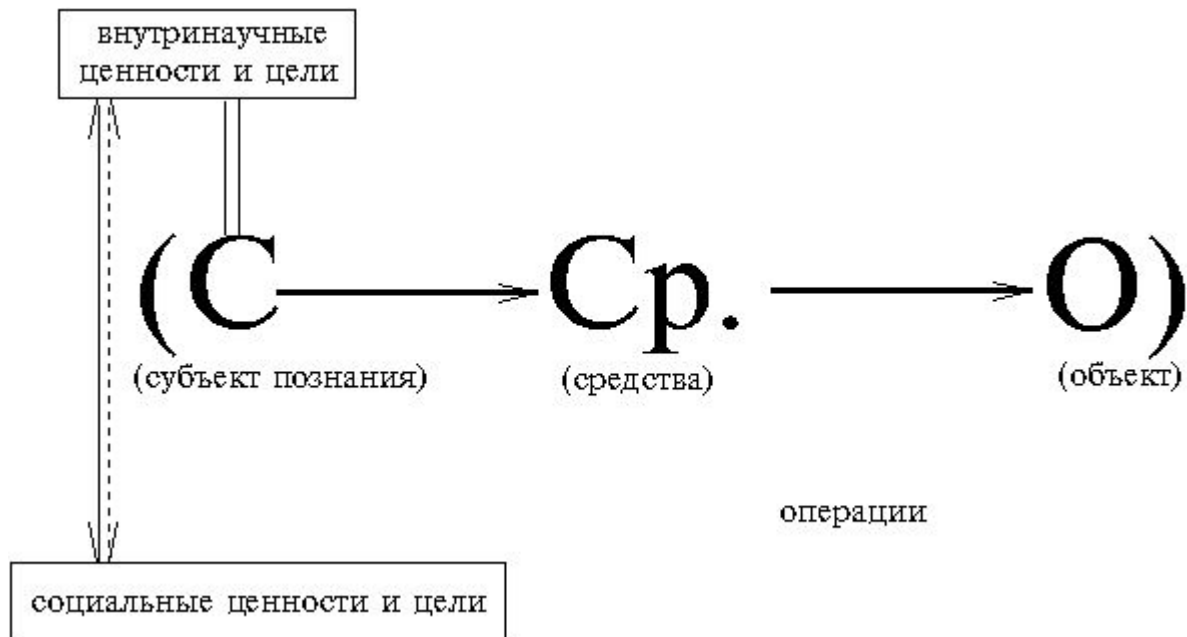 внутринаучные
ценности и цели
(С Ср. О)
(субъект познания) (средства) (объект)
операции
социальные ценности и цели